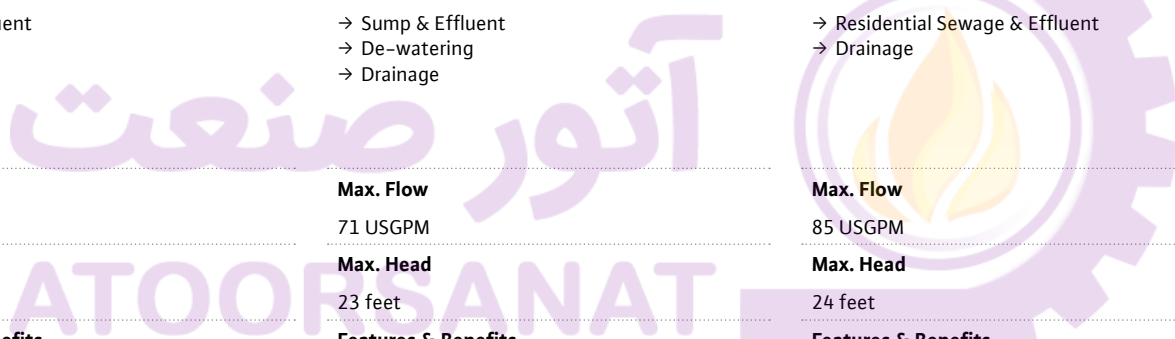 → Sump & Effluent
→ De-watering
→ Drainage
Max. Flow
71 USGPM
Max. Head
23 feet
Features & Benefits
→ Residential Sewage & Effluent
→ Drainage
Max. Flow
85 USGPM
Max. Head
24 feet
Features & Benefits
آتور صنعت
ATOORSANAT